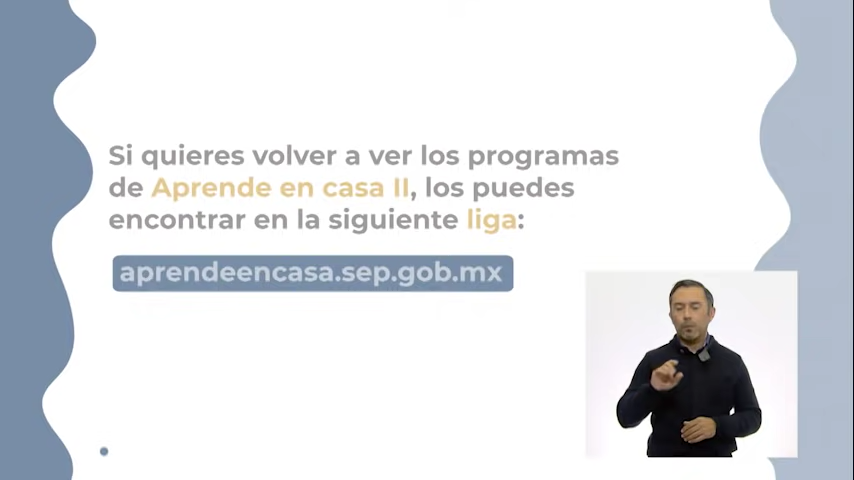 Si quieres volver a ver los programas
de Aprende en casa II, los puedes
encontrar en la siguiente liga:
aprendeencasa.sep.gob.mx